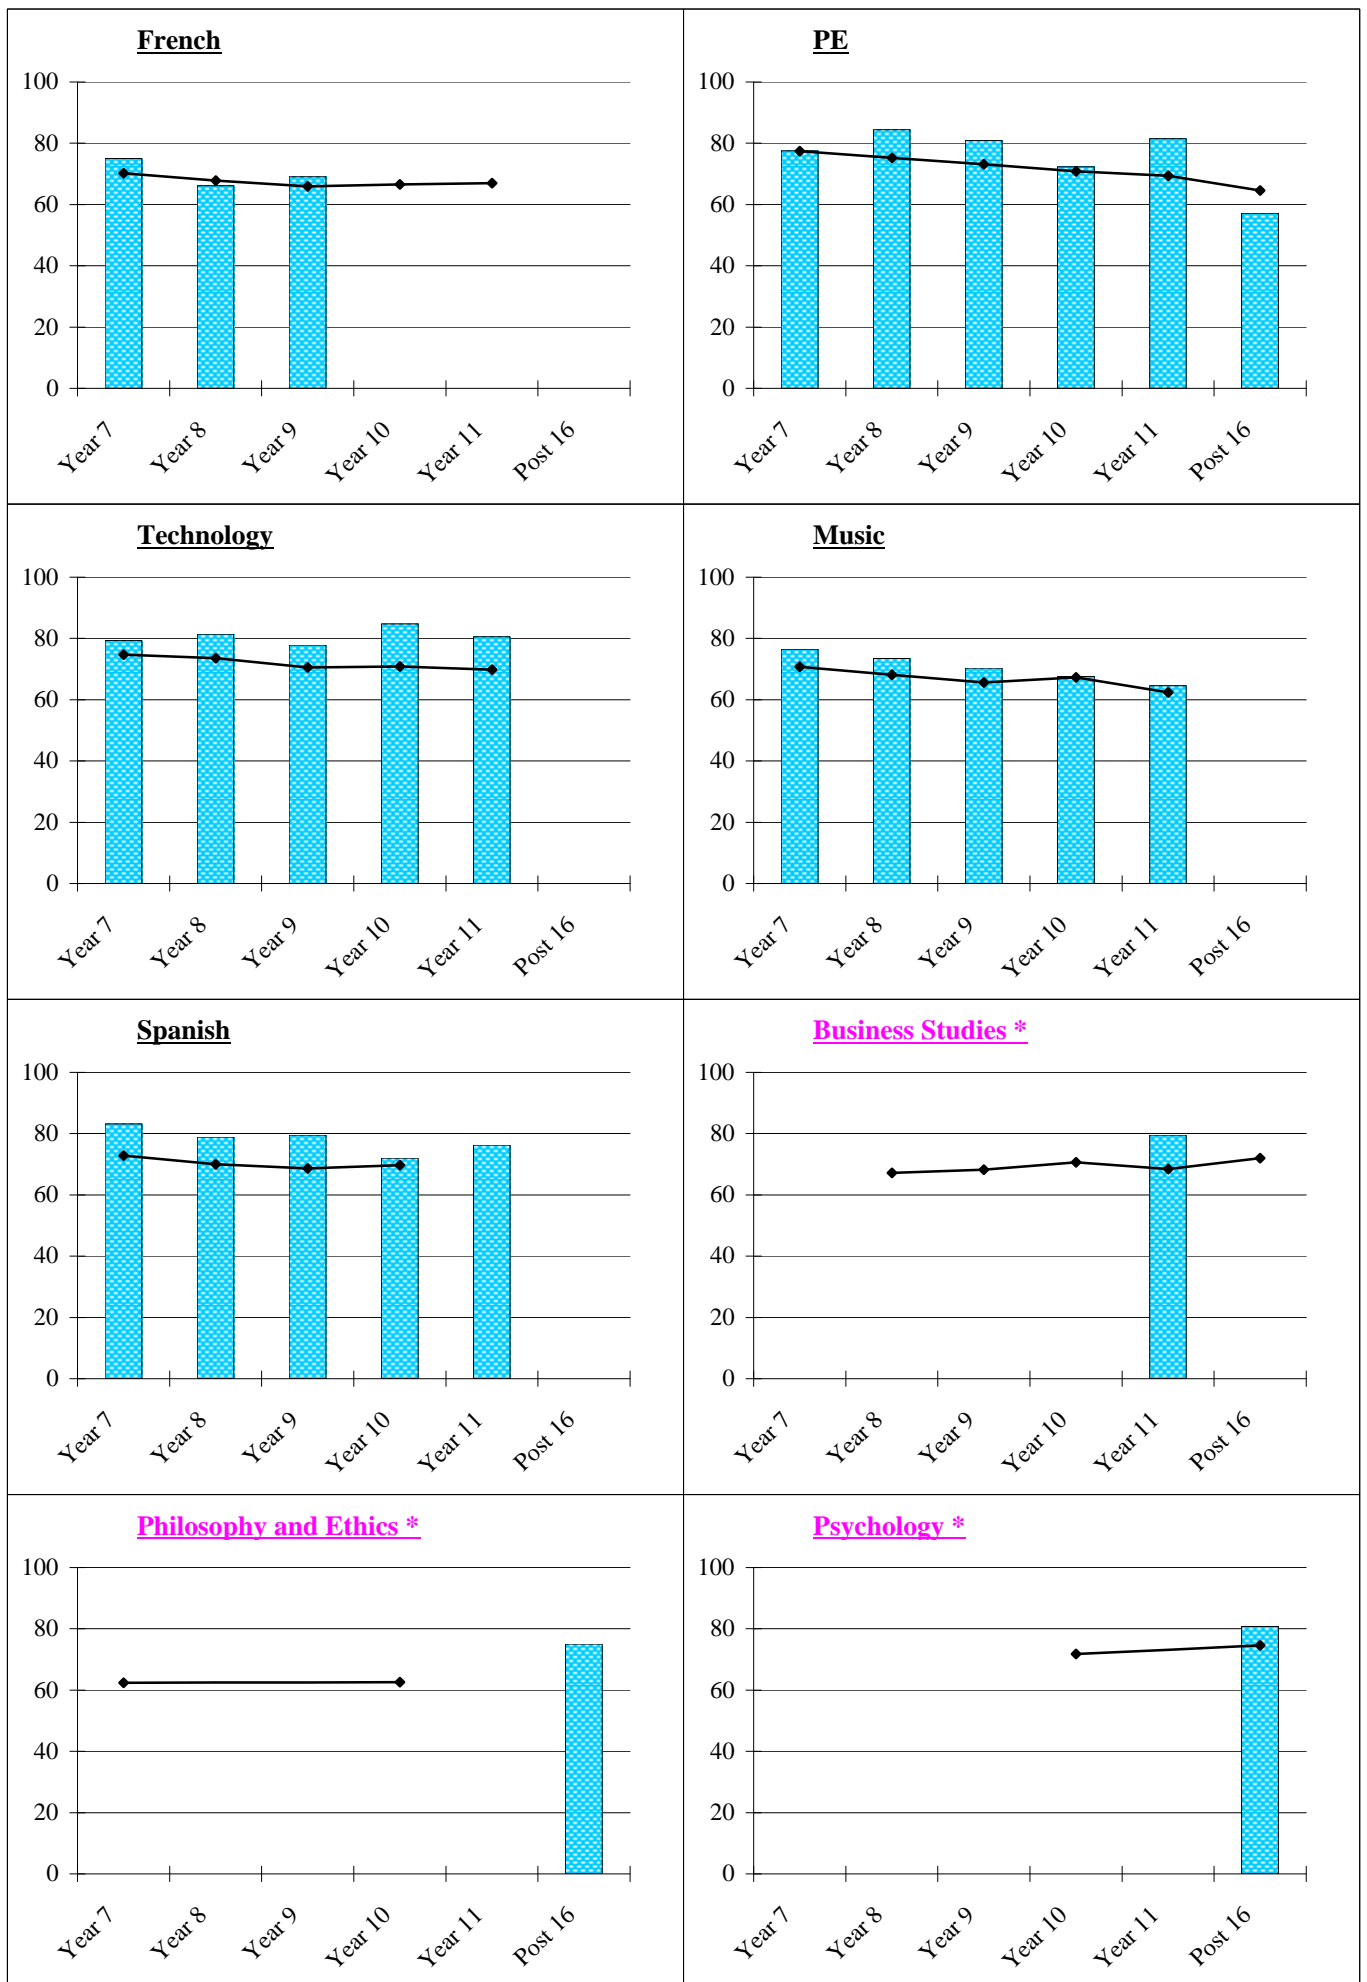 French
100
80
60
40
20
0
Year 7
Year 8
Year 9
Year 10
Year 11
Post 16
PE
100
80
60
40
20
0
Year 7
Year 8
Year 9
Year 10
Year 11
Post 16
Technology
100
80
60
40
20
0
Year 7
Year 8
Year 9
Year 10
Year 11
Post 16
Music
100
80
60
40
20
0
Year 7
Year 8
Year 9
Year 10
Year 11
Post 16
Spanish
100
80
60
40
20
0
Year 7
Year 8
Year 9
Year 10
Year 11
Post 16
Business Studies *
100
80
60
40
20
0
Year 7
Year 8
Year 9
Year 10
Year 11
Post 16
Philosophy and Ethics *
100
80
60
40
20
0
Year 7
Year 8
Year 9
Year 10
Year 11
Post 16
Psychology *
100
80
60
40
20
0
Year 7
Year 8
Year 9
Year 10
Year 11
Post 16